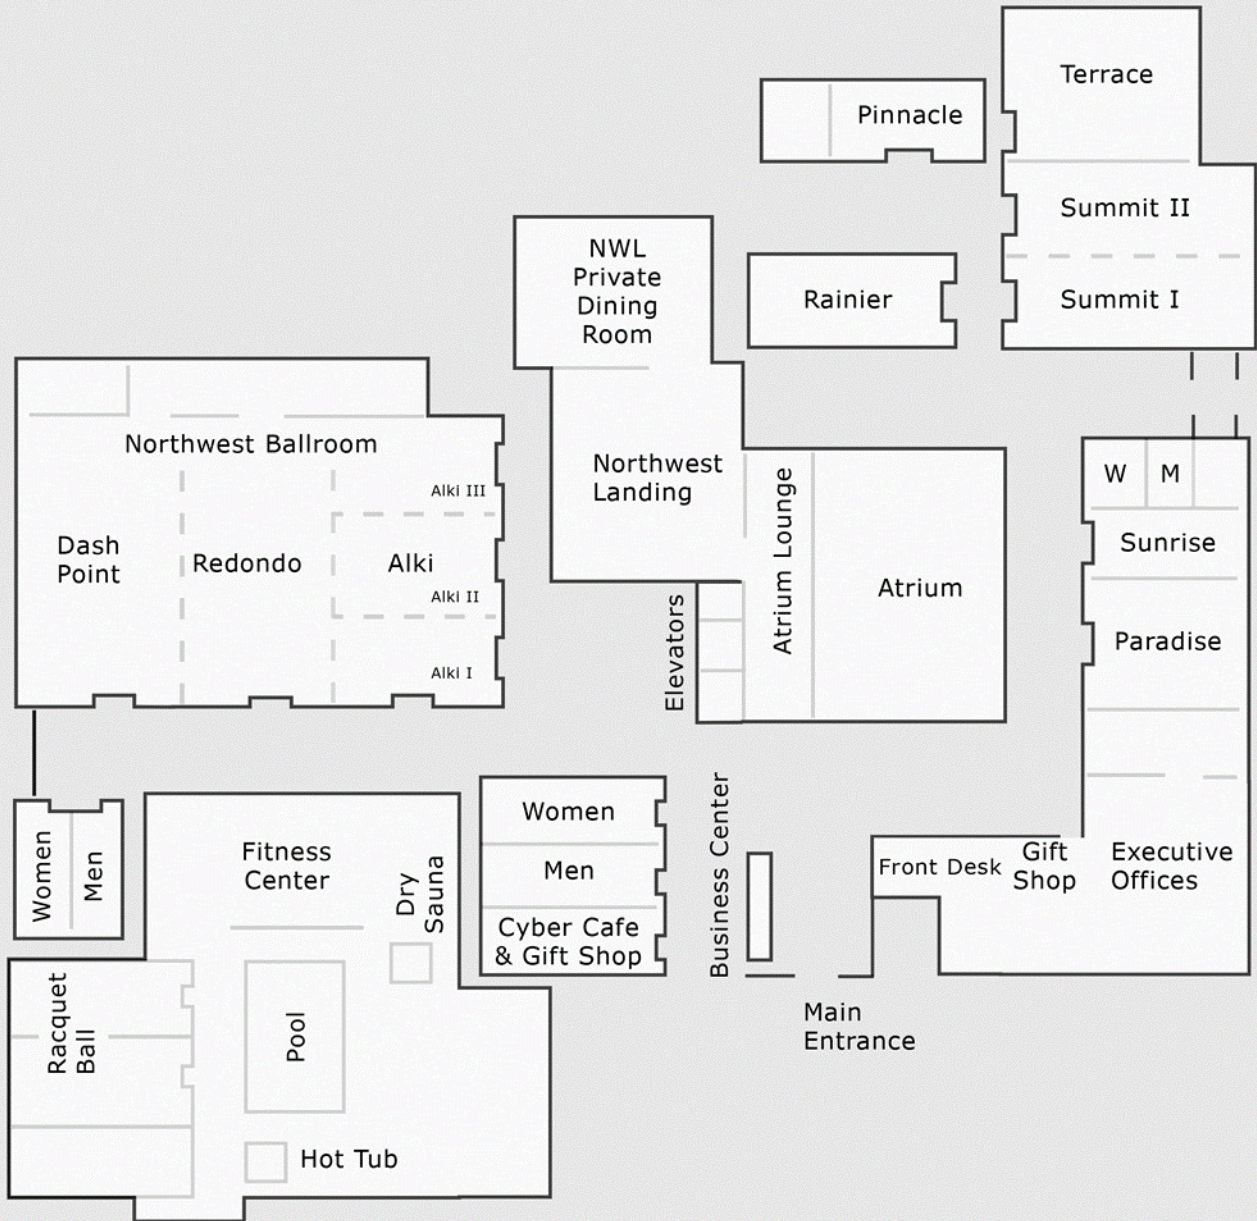 Terrace
Pinnacle
Summit II
Summit I
NWL
Private
Dining
Room
Rainier
Northwest Ballroom
Alki III
Dash
Point
Redondo
Alki
Alki II
Alki I
Northwest
Landing
Atrium Lounge
Atrium
Elevators
W
M
Sunrise
Paradise
Women
Men
Fitness
Center
Dry
Sauna
Women
Men
Cyber Cafe
& Gift Shop
Business Center
Front Desk
Gift
Shop
Executive
Offices
Main
Entrance
Racquet
Ball
Pool
Hot Tub